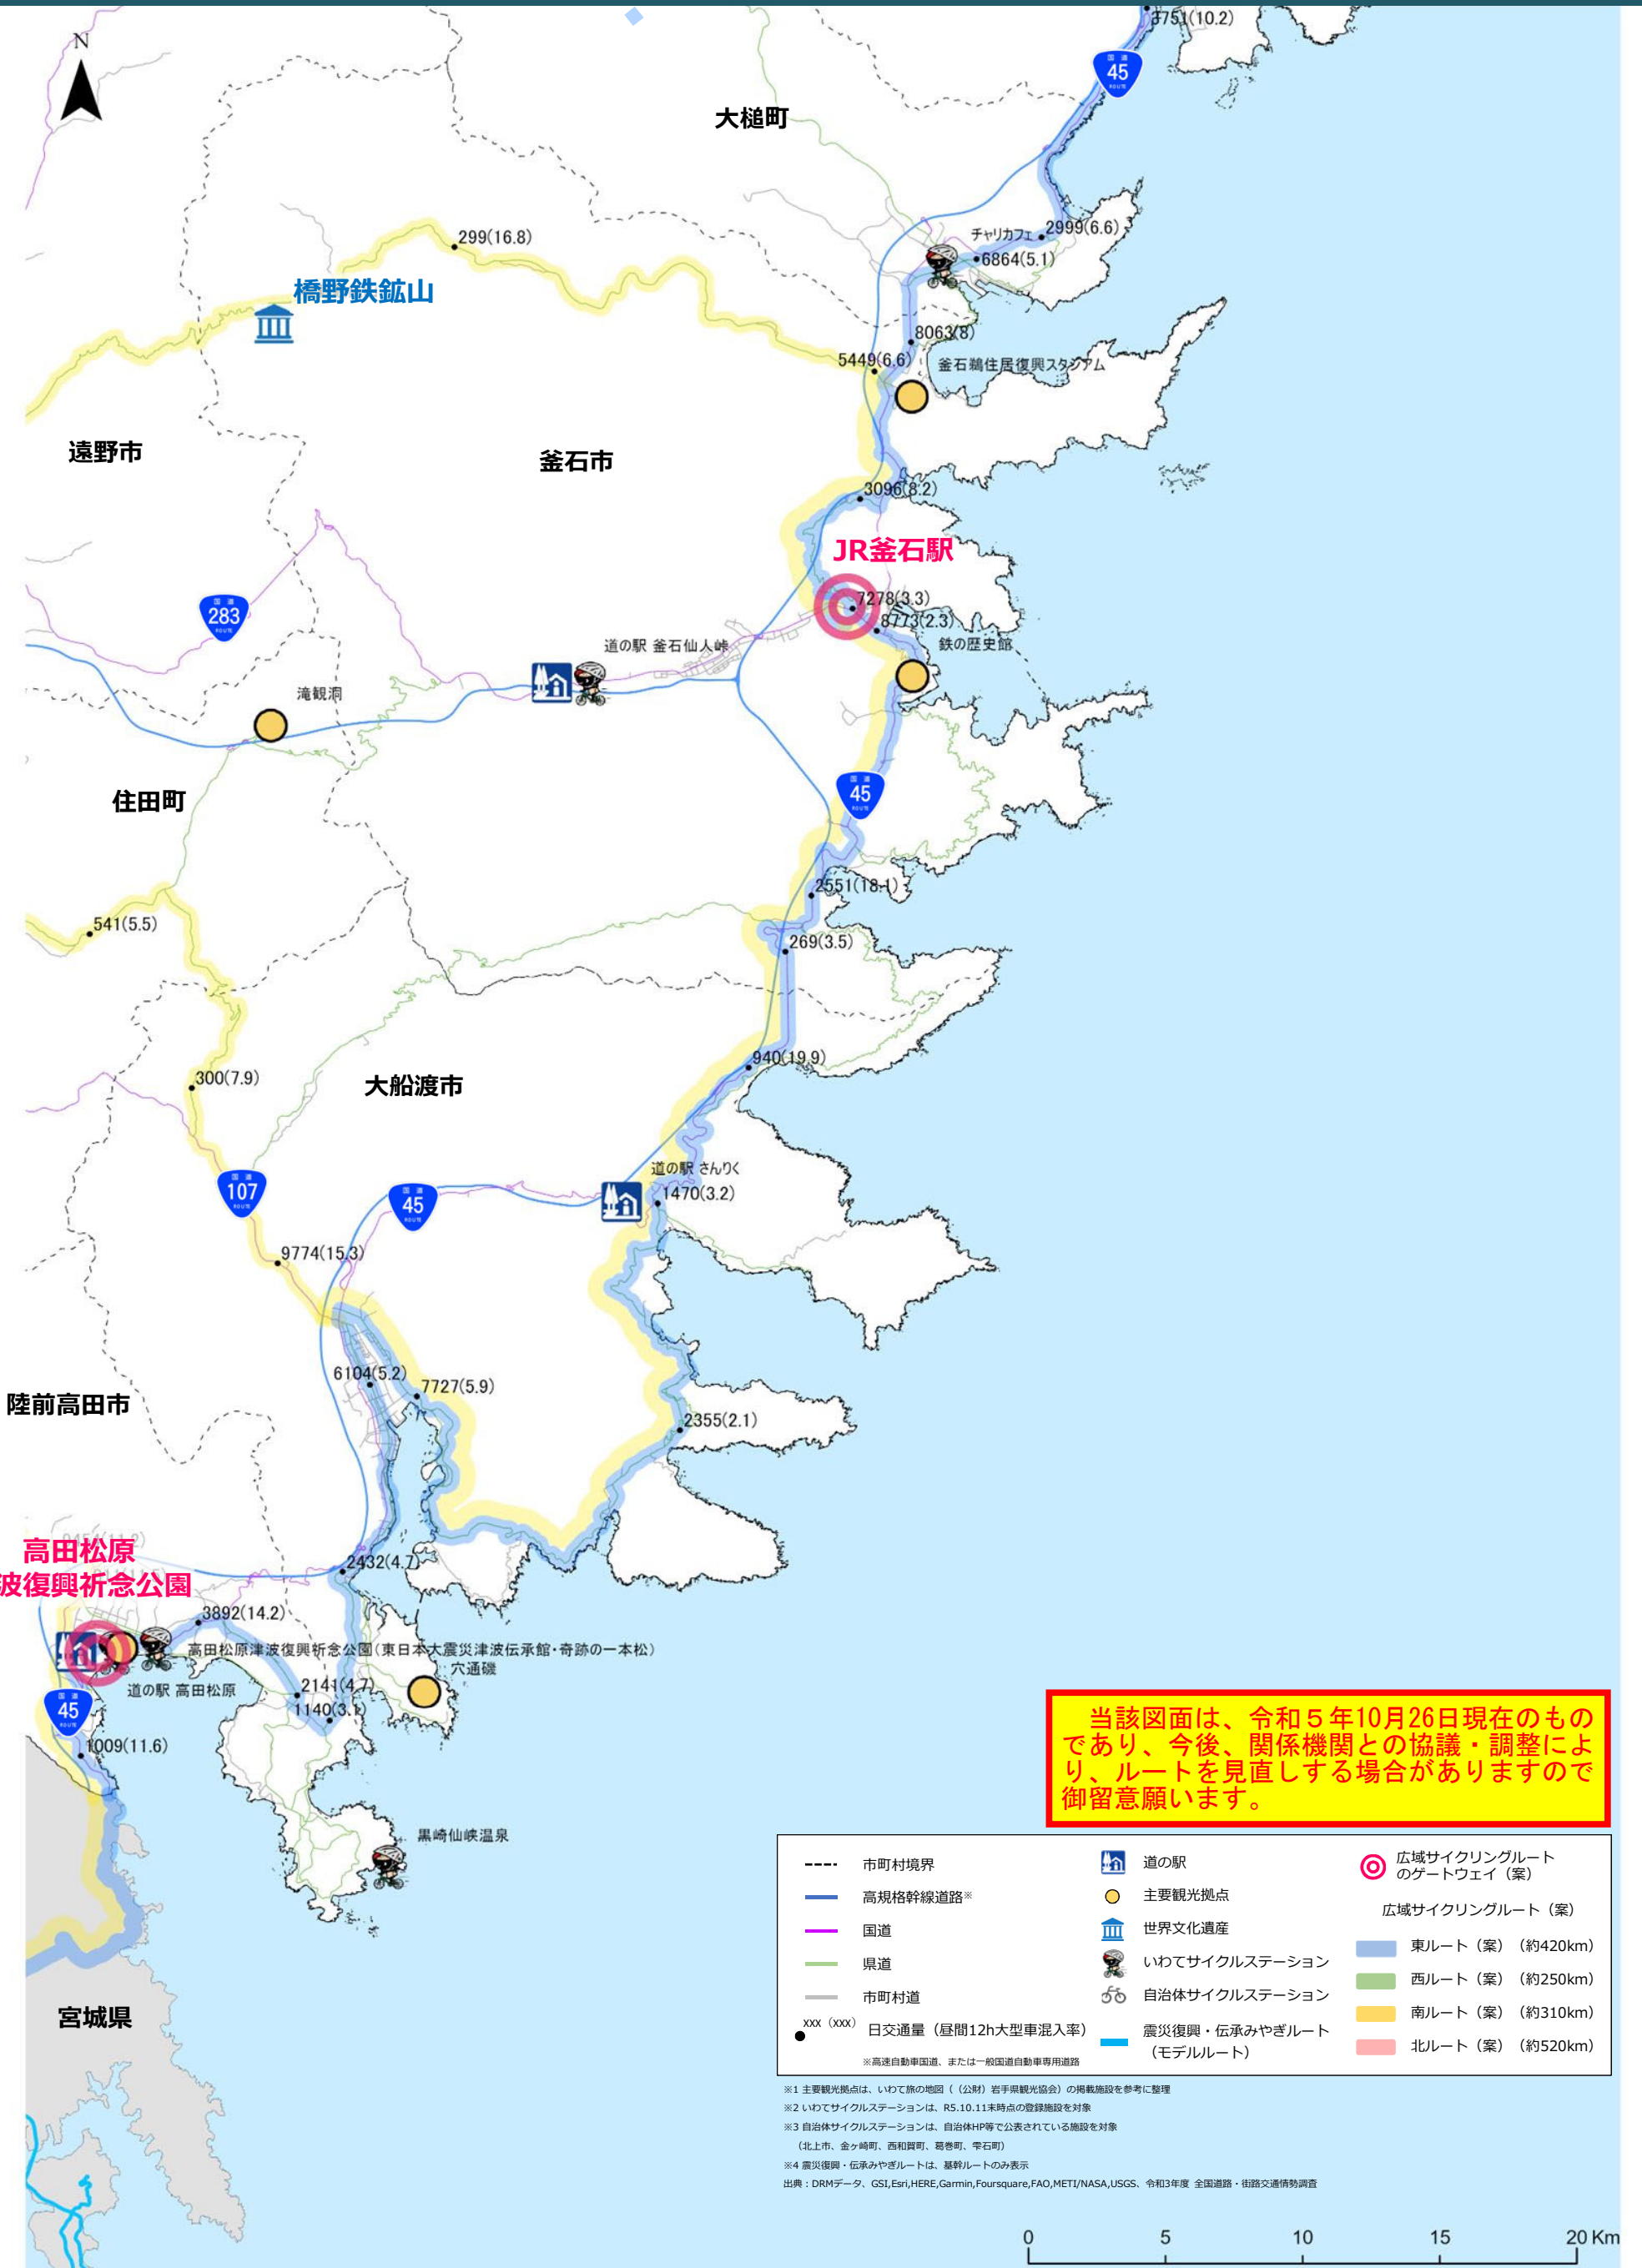 N
3751(10.2)
国道
45
ROUTE
大槌町
299(16.8)
チャリカフェ
2999(6.6)
6864(5.1)
橋野鉄鉱山
8063(8)
5449(6.6)
釜石鵜住居復興スタジアム
遠野市
釜石市
3096(8.2)
JR釜石駅
国道
283
ROUTE
7278(3.3)
8773(2.3)
道の駅 釜石仙人峠
鉄の歴史館
滝観洞
住田町
国道
45
ROUTE
2551(18.1)
541(5.5)
269(3.5)
940(19.9)
300(7.9)
大船渡市
道の駅 さんりく
国道
107
ROUTE
国道
45
ROUTE
1470(3.2)
9774(15.3)
6104(5.2)
7727(5.9)
陸前高田市
2355(2.1)
高田松原
波復興祈念公園
2432(4.7)
3892(14.2)
高田松原津波復興祈念公園(東日本大震災津波伝承館・奇跡の一本松)
穴通磯
道の駅 高田松原
2141(4.7)
1140(3.1)
国道
45
ROUTE
1009(11.6)
黒崎仙峡温泉
宮城県
当該図面は、令和5年10月26日現在のもの
であり、今後、関係機関との協議・調整によ
り、ルートを見直しする場合がありますので
御留意願います。
市町村境界
高規格幹線道路※
国道
県道
市町村道
xxx（xxx） 日交通量（昼間12h大型車混入率）
※高速自動車国道、または一般国道自動車専用道路
道の駅
主要観光拠点
世界文化遺産
いわてサイクルステーション
自治体サイクルステーション
震災復興・伝承みやぎルート
（モデルルート）
広域サイクリングルート
のゲートウェイ（案）
広域サイクリングルート（案）
東ルート（案）（約420km）
西ルート（案）（約250km）
南ルート（案）（約310km）
北ルート（案）（約520km）
※1 主要観光拠点は、いわて旅の地図（（公財）岩手県観光協会）の掲載施設を参考に整理
※2 いわてサイクルステーションは、R5.10.11末時点の登録施設を対象
※3 自治体サイクルステーションは、自治体HP等で公表されている施設を対象
（北上市、金ヶ崎町、西和賀町、葛巻町、雫石町）
※4 震災復興・伝承みやぎルートは、基幹ルートのみ表示
出典：DRMデータ、GSI,Esri,HERE,Garmin,Foursquare,FAO,METI/NASA,USGS、令和3年度 全国道路・街路交通情勢調査
0 5 10 15 20 Km